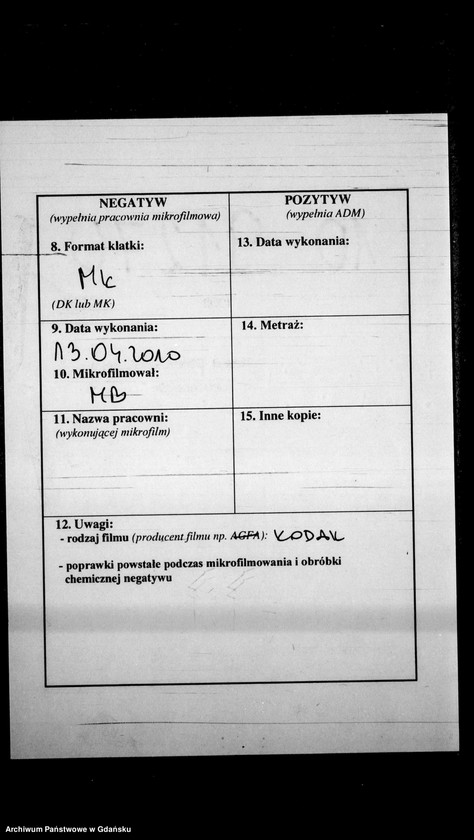 NEGATYW
(wypełnia pracownia mikrofilmowa)
8. Format klatki:
MK
(DK lub MK)
9. Data wykonania:
13.04.2010
10. Mikrofilmował:
MB
11. Nazwa pracowni:
(wykonującej mikrofilm)
POZYTYW
(wypełnia ADM)
13. Data wykonania:
14. Metraż:
15. Inne kopie:
12. Uwagi:
- rodzaj filmu (producent filmu np. AGFA): KODAK
- poprawki powstałe podczas mikrofilmowania i obróbki
chemicznej negatywu
Archiwum Państwowe w Gdańsku